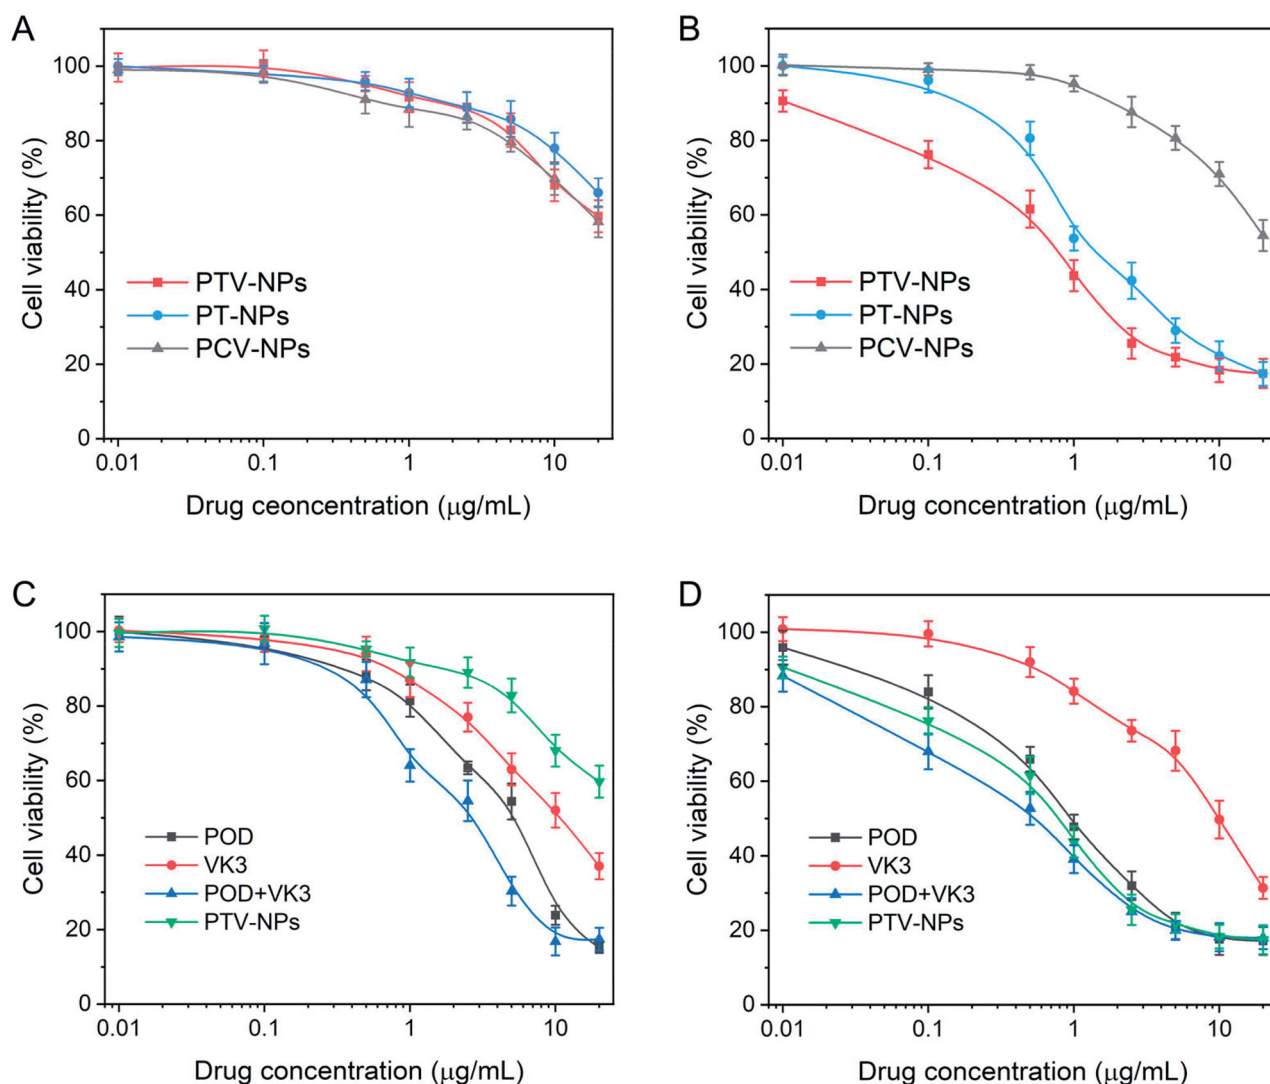 A
Cell viability (%)
100
80
60
40
20
0
PTV-NPs
PT-NPs
PCV-NPs
0.01 0.1 1 10
Drug ceoncentration (μg/mL)
B
Cell viability (%)
100
80
60
40
20
0
PTV-NPs
PT-NPs
PCV-NPs
0.01 0.1 1 10
Drug concentration (μg/mL)
C
Cell viability (%)
100
80
60
40
20
0
POD
VK3
POD+VK3
PTV-NPs
0.01 0.1 1 10
Drug concentration (μg/mL)
D
Cell viability (%)
100
80
60
40
20
0
POD
VK3
POD+VK3
PTV-NPs
0.01 0.1 1 10
Drug concentration (μg/mL)